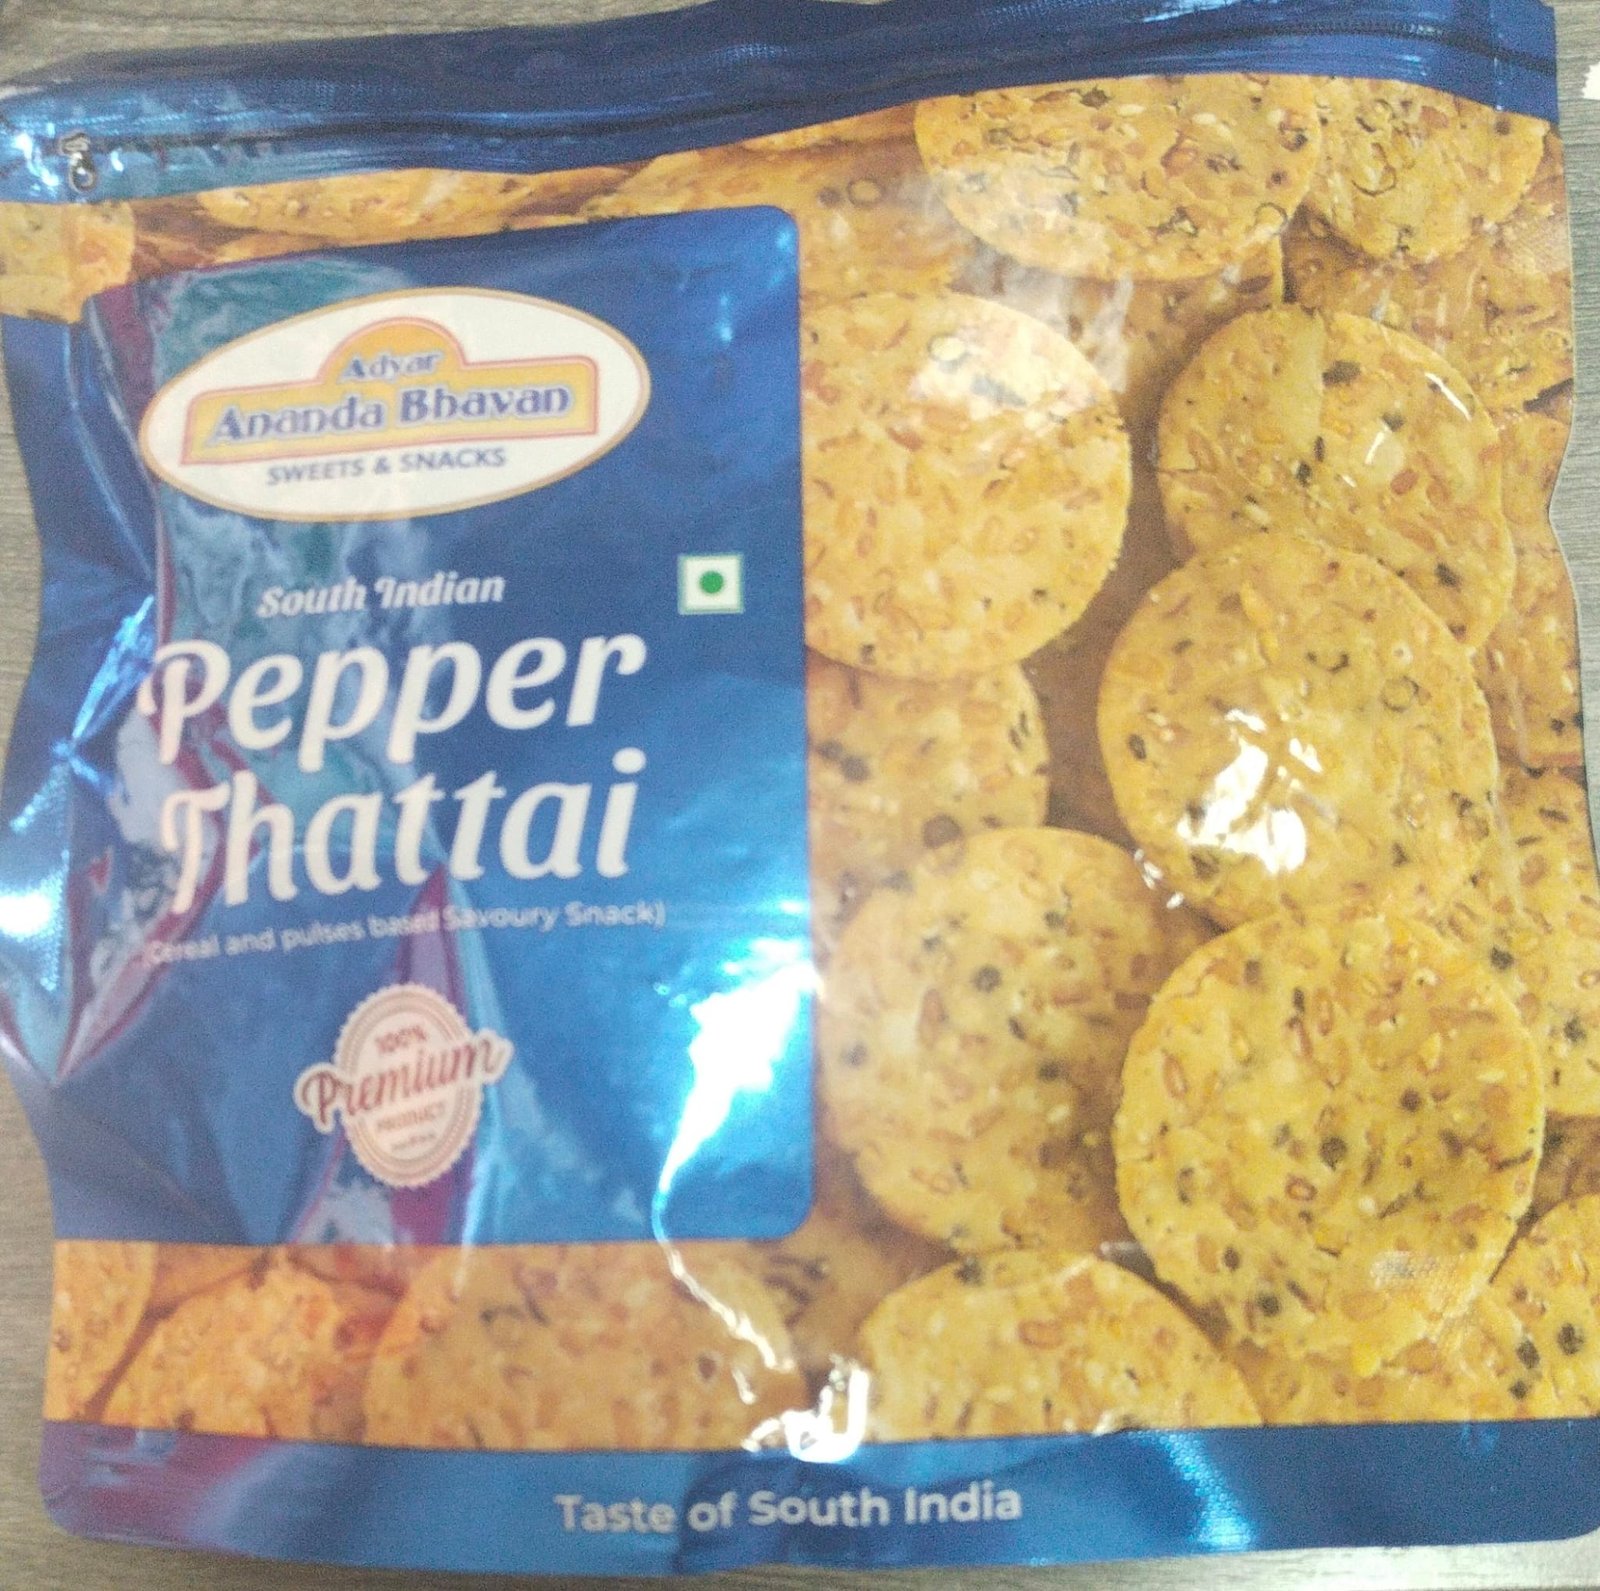 Adyar
Ananda Bhavan
SWEETS & SNACKS
South Indian
Pepper
Thattai
(Cereal and pulses based Savoury Snack)
100%
Premium
PRODUCT
Taste of South India